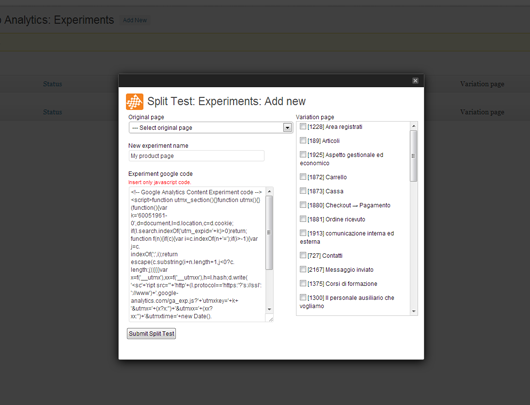 Analytics: Experiments Add New
Status
Variation page
Status
Variation page
Split Test: Experiments: Add new
Original page
--- Select original page
New experiment name
My product page
Experiment google code
Insert only javascript code.
<!-- Google Analytics Content Experiment code -->
<script>function utmx_section(){}function utmx(){}
(function(){var
k='60051961-
0',d=document,l=d.location,c=d.cookie;
if(l.search.indexOf('utm_expid='+k)>0)return;
function f(n){if(c){var i=c.indexOf(n+'=');if(i>-1){var
j=c.
indexOf(';',i);return
escape(c.substring(i+n.length+1,j<0?c.
length:j))}}}var
x=f('__utmx'),xx=f('__utmxx'),h=l.hash;d.write(
'<sc'+'ript src="'+'http'+(l.protocol=='https:'?'s://ssl':
'://www')+'.google-
analytics.com/ga_exp.js?'+'utmxkey='+k+
'&utmx='+(x?x:'')+'&utmxx='+(xx?
xx:'')+'&utmxtime='+new Date().
Submit Split Test
Variation page
[1228] Area registrati
[189] Articoli
[1925] Aspetto gestionale ed
economico
[1872] Carrello
[1873] Cassa
[1880] Checkout → Pagamento
[1881] Ordine ricevuto
[1913] comunicazione interna ed
esterna
[727] Contatti
[2167] Messaggio inviato
[1375] Corsi di formazione
[1300] Il personale ausiliario che
vogliamo